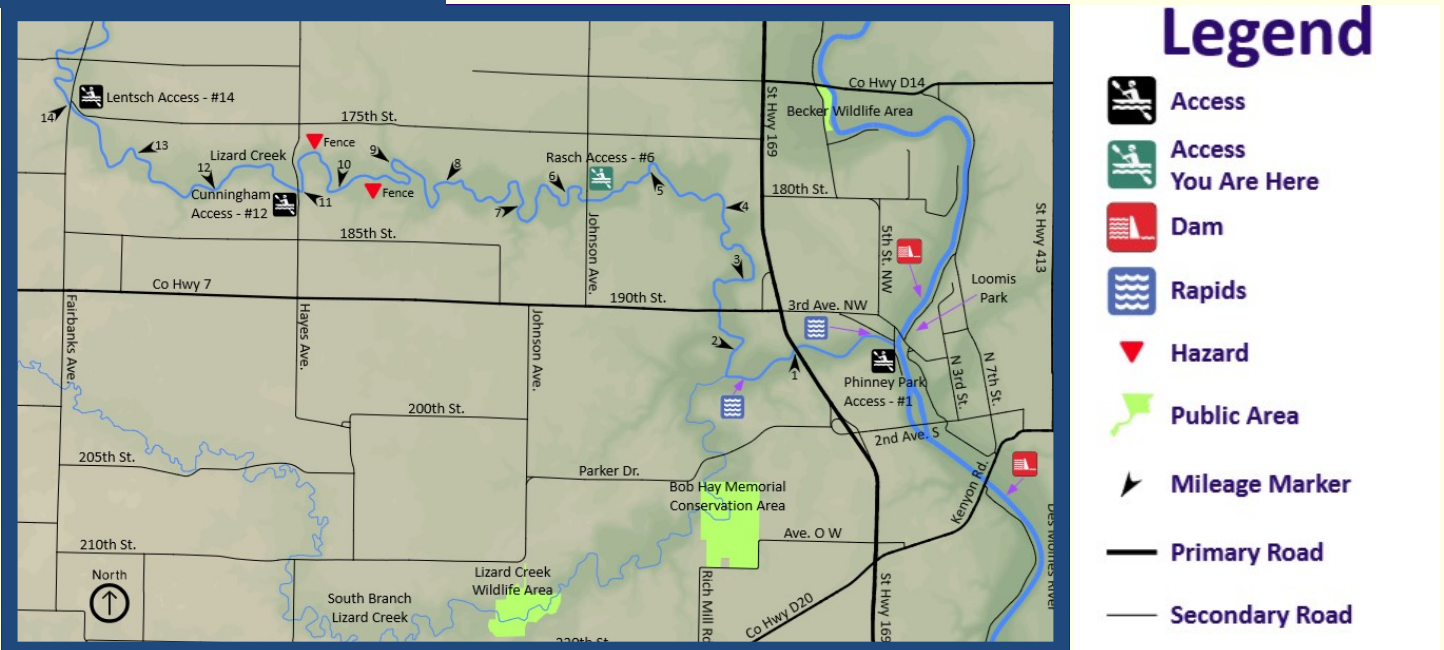 Co Hwy D14
Becker Wildlife Area
Lentsch Access - #14
14
175th St.
St Hwy 169
13
Lizard Creek
12
Fence
9
10
8
Rasch Access - #6
6
5
Fence
Cunningham
Access - #12
11
7
4
180th St.
St Hwy 413
185th St.
Johnson Ave.
3
5th St. NW
Loomis
Park
Co Hwy 7
190th St.
3rd Ave. NW
Fairbanks Ave.
Hayes Ave.
Johnson Ave.
2
1
Phinney Park
Access - #1
N 3rd St.
N 7th St.
200th St.
2nd Ave. S
205th St.
Parker Dr.
Kenyon Rd.
Bob Hay Memorial
Conservation Area
Ave. O W
210th St.
Des Moines River
North
Lizard Creek
Wildlife Area
South Branch
Lizard Creek
Rich Mill Rd
Co Hwy D20
St Hwy 169
Legend
Access
Access
You Are Here
Dam
Rapids
Hazard
Public Area
Mileage Marker
Primary Road
Secondary Road